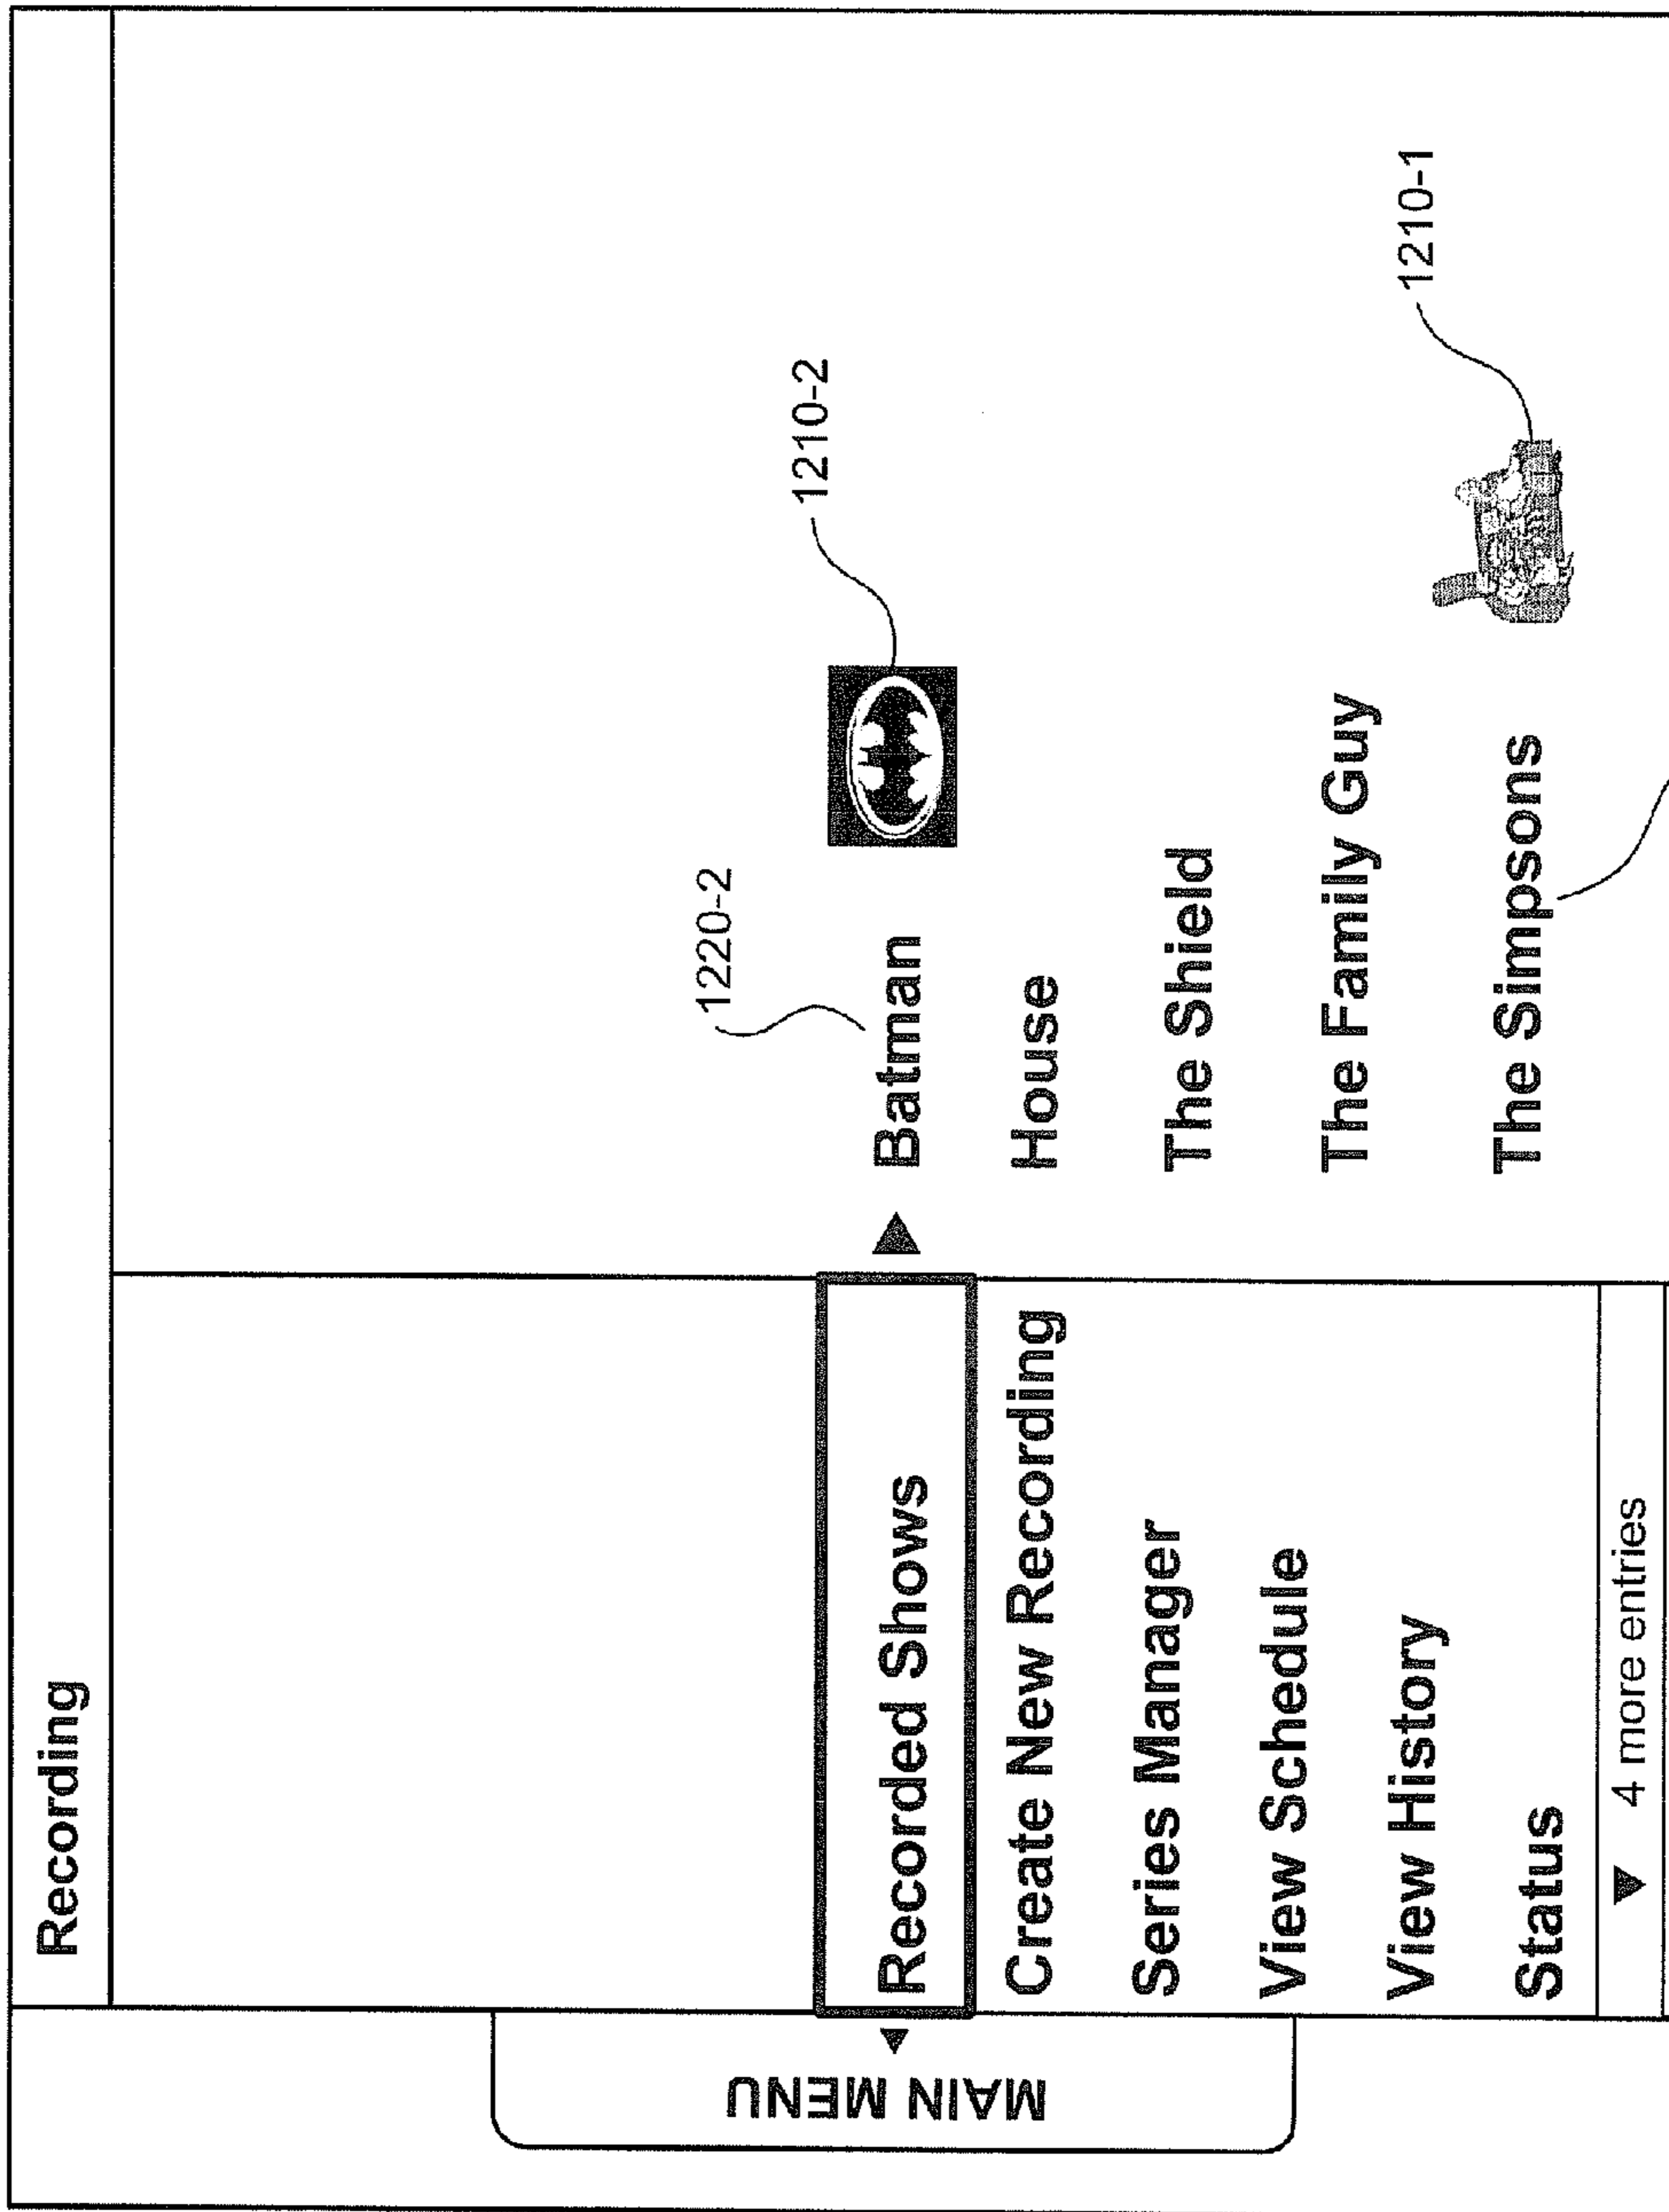 Recording
MAIN MENU
Recorded Shows
Create New Recording
Series Manager
View Schedule
View History
Status
4 more entries
1220-2
Batman
1210-2
House
The Shield
The Family Guy
The Simpsons
1210-1